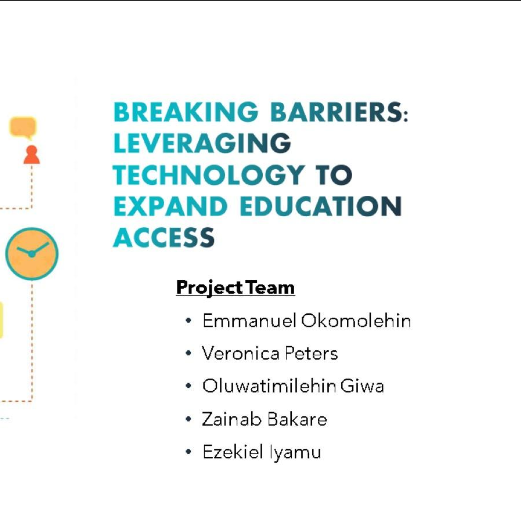 BREAKING BARRIERS:
LEVERAGING
TECHNOLOGY TO
EXPAND EDUCATION
ACCESS
Project Team
• Emmanuel Okomolehin
• Veronica Peters
• Oluwatimilehin Giwa
• Zainab Bakare
• Ezekiel Iyamu